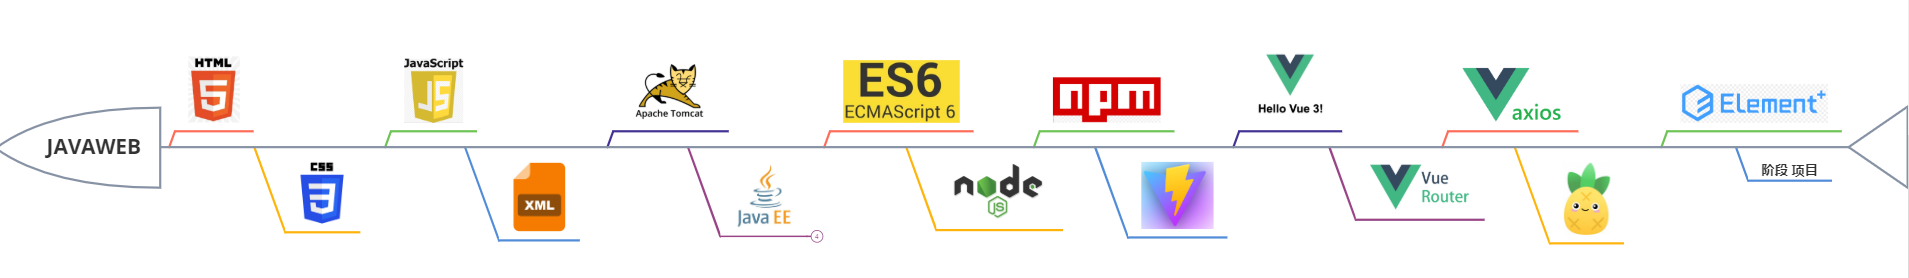 JAVAWEB
HTML
5
CSS
3
JavaScript
JS
XML
Apache Tomcat
Java EE
4
ES6
ECMAScript 6
node
JS
npm
Hello Vue 3!
Vue
Router
axios
Element+
阶段 项目